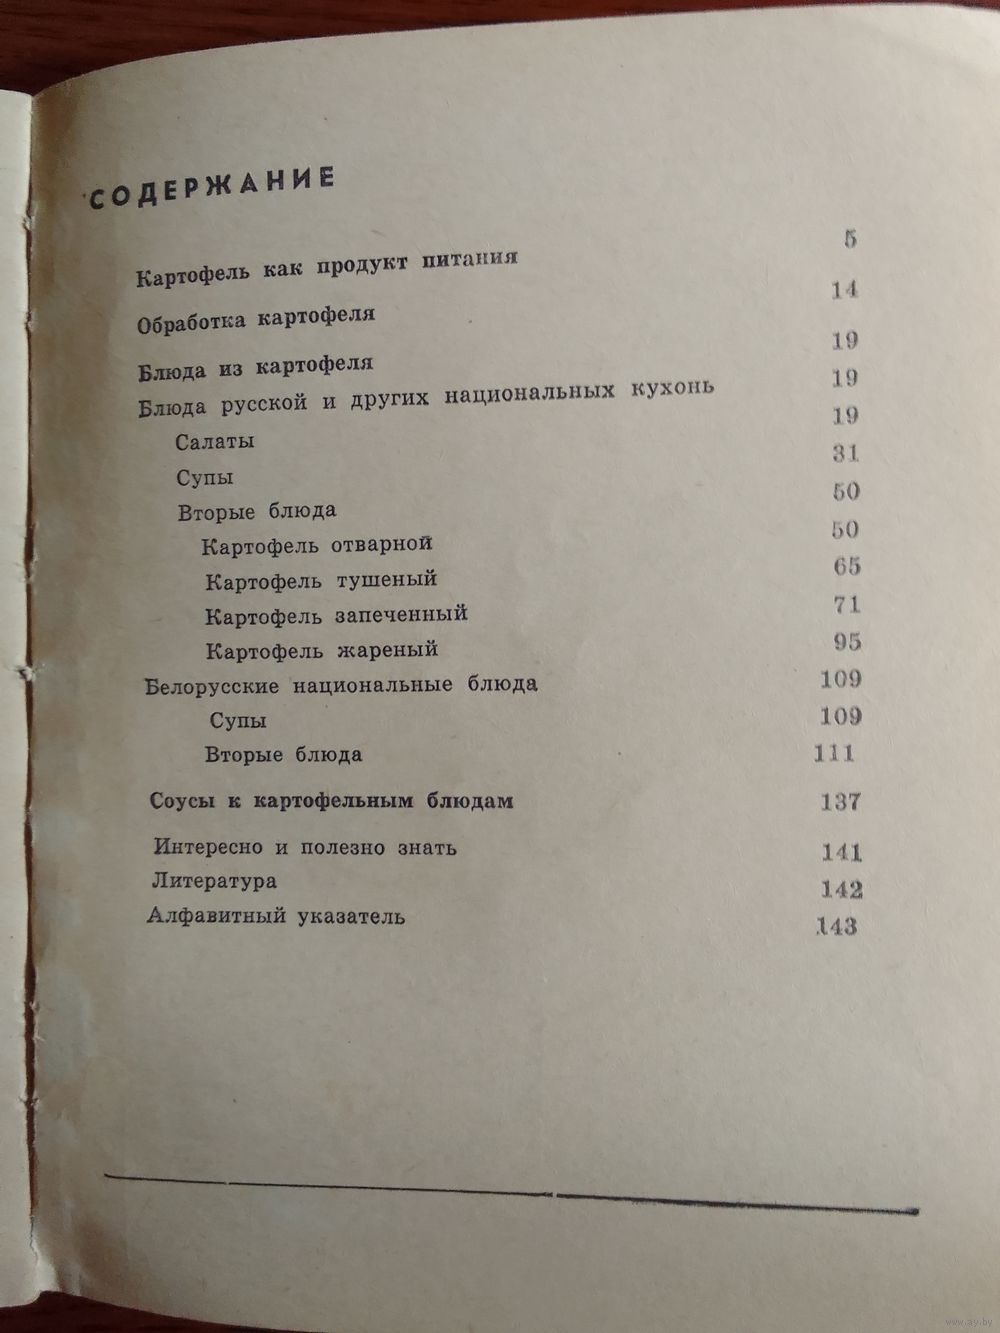 СОДЕРЖАНИЕ
Картофель как продукт питания 5
Обработка картофеля 14
Блюда из картофеля 19
Блюда русской и других национальных кухонь 19
Салаты 19
Супы 31
Вторые блюда 50
Картофель отварной 50
Картофель тушеный 65
Картофель запеченный 71
Картофель жареный 95
Белорусские национальные блюда 109
Супы 109
Вторые блюда 111
Соусы к картофельным блюдам 137
Интересно и полезно знать 141
Литература 142
Алфавитный указатель 143
www.ay.by